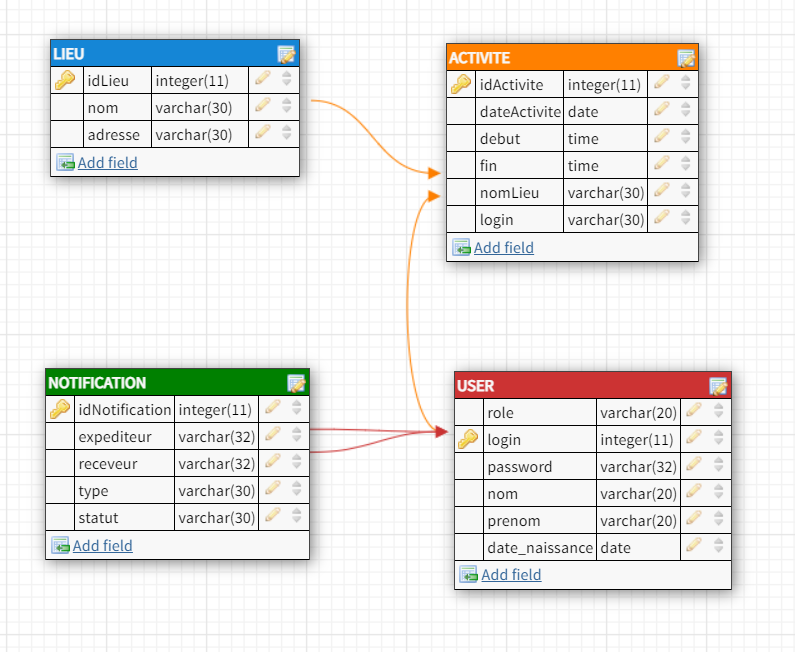 LIEU
idLieu integer(11)
nom varchar(30)
adresse varchar(30)
Add field
ACTIVITE
idActivite integer(11)
dateActivite date
debut time
fin time
nomLieu varchar(30)
login varchar(30)
Add field
NOTIFICATION
idNotification integer(11)
expediteur varchar(32)
receveur varchar(32)
type varchar(30)
statut varchar(30)
Add field
USER
role varchar(20)
login integer(11)
password varchar(32)
nom varchar(20)
prenom varchar(20)
date_naissance date
Add field